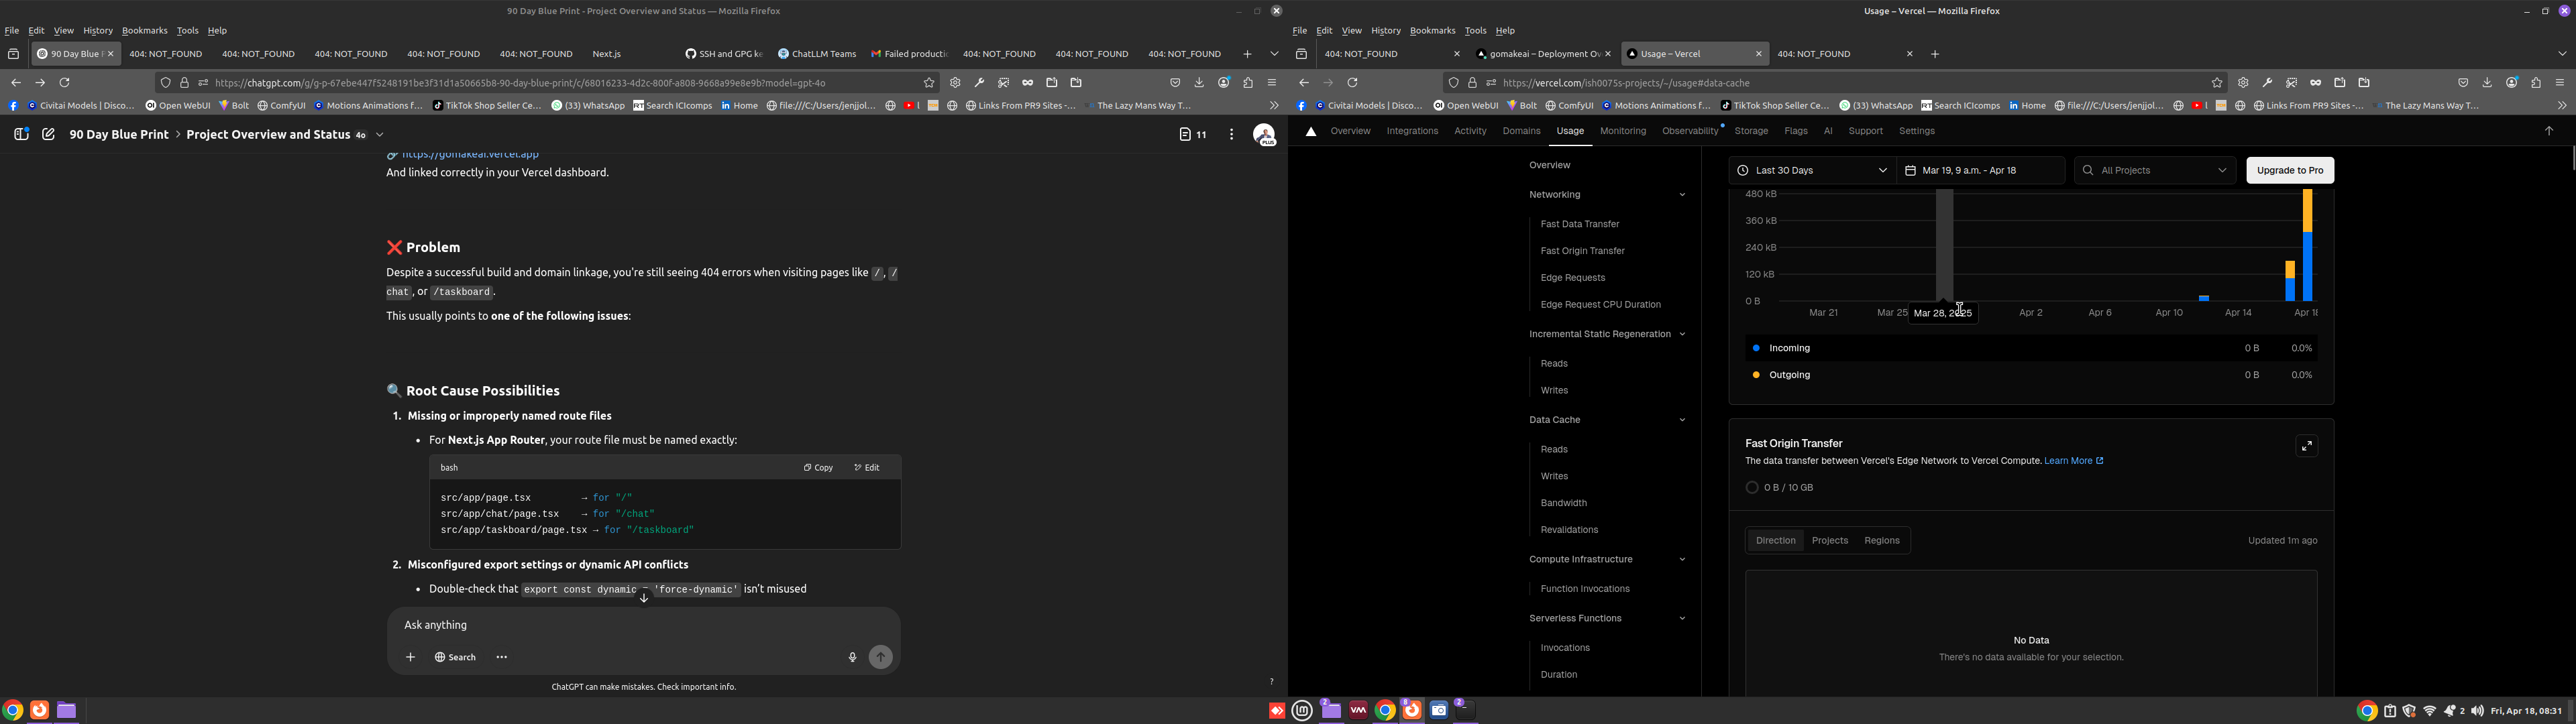 90 Day Blue Print - Project Overview and Status — Mozilla Firefox
File Edit View History Bookmarks Tools Help
90 Day Blue
404: NOT_FOUND
404: NOT_FOUND
404: NOT_FOUND
404: NOT_FOUND
404: NOT_FOUND
Next.js
SSH and GPG ke
ChatLLM Teams
Failed producti
404: NOT_FOUND
404: NOT_FOUND
404: NOT_FOUND
https://chatgpt.com/g/g-p-67ebe447f5248191be3f31d1a50665b8-90-day-blue-print/c/68016233-4d2c-800f-a808-9668a99e8e9b?model=gpt-4o
Civitai Models | Disco…
Open WebUI
Bolt
ComfyUI
Motions Animations f…
TikTok Shop Seller Ce…
(33) WhatsApp
Search ICIcomps
Home
file:///C:/Users/jenjjol…
Links From PR9 Sites -…
The Lazy Mans Way T…
90 Day Blue Print > Project Overview and Status 4o
11
PLUS
https://gomakeai.vercel.app
And linked correctly in your Vercel dashboard.
❌ Problem
Despite a successful build and domain linkage, you're still seeing 404 errors when visiting pages like /, /
chat, or /taskboard.
This usually points to one of the following issues:
🔍 Root Cause Possibilities
1. Missing or improperly named route files
• For Next.js App Router, your route file must be named exactly:
bash Copy Edit
src/app/page.tsx → for "/"
src/app/chat/page.tsx → for "/chat"
src/app/taskboard/page.tsx → for "/taskboard"
2. Misconfigured export settings or dynamic API conflicts
• Double-check that export const dynamic = 'force-dynamic' isn't misused
Ask anything
Search
ChatGPT can make mistakes. Check important info.
?
Usage – Vercel — Mozilla Firefox
File Edit View History Bookmarks Tools Help
404: NOT_FOUND
gomakeai – Deployment Ov
Usage – Vercel
404: NOT_FOUND
https://vercel.com/ish0075s-projects/~/usage#data-cache
Civitai Models | Disco…
Open WebUI
Bolt
ComfyUI
Motions Animations f…
TikTok Shop Seller Ce…
(33) WhatsApp
Search ICIcomps
Home
file:///C:/Users/jenjjol…
Links From PR9 Sites -…
The Lazy Mans Way T…
Overview Integrations Activity Domains Usage Monitoring Observability Storage Flags AI Support Settings
Overview
Networking
Fast Data Transfer
Fast Origin Transfer
Edge Requests
Edge Request CPU Duration
Incremental Static Regeneration
Reads
Writes
Data Cache
Reads
Writes
Bandwidth
Revalidations
Compute Infrastructure
Function Invocations
Serverless Functions
Invocations
Duration
Last 30 Days
Mar 19, 9 a.m. - Apr 18
All Projects
Upgrade to Pro
480 kB
360 kB
240 kB
120 kB
0 B
Mar 21 Mar 25 Apr 2 Apr 6 Apr 10 Apr 14 Apr 18
Mar 28, 2025
Incoming 0 B 0.0%
Outgoing 0 B 0.0%
Fast Origin Transfer
The data transfer between Vercel's Edge Network to Vercel Compute. Learn More
0 B / 10 GB
Direction Projects Regions
Updated 1m ago
No Data
There's no data available for your selection.
2
8
2
2
Fri, Apr 18, 08:31